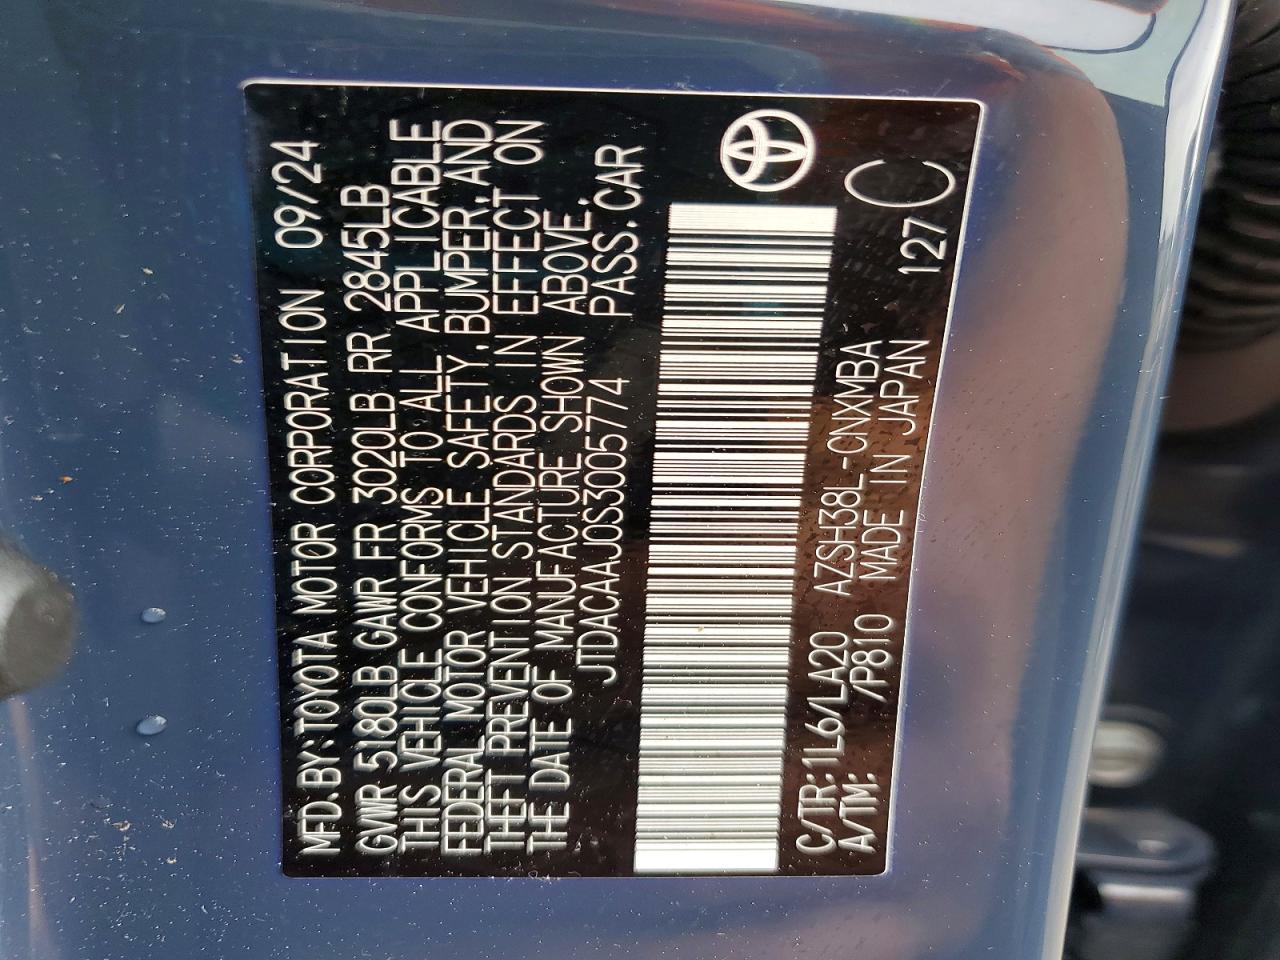 MFD.BY:TOYOTA MOTOR CORPORATION 09/24
GVWR 5180LB GAWR FR 3020LB RR 2845LB
THIS VEHICLE CONFORMS TO ALL APPLICABLE
FEDERAL MOTOR VEHICLE SAFETY,BUMPER,AND
THEFT PREVENTION STANDARDS IN EFFECT ON
THE DATE OF MANUFACTURE SHOWN ABOVE.
JTDACAAJ0S3005774 PASS.CAR
C/TR:1L6/LA20 AZSH38L-CNXMBA 127 C
A/TM: /P810 MADE IN JAPAN